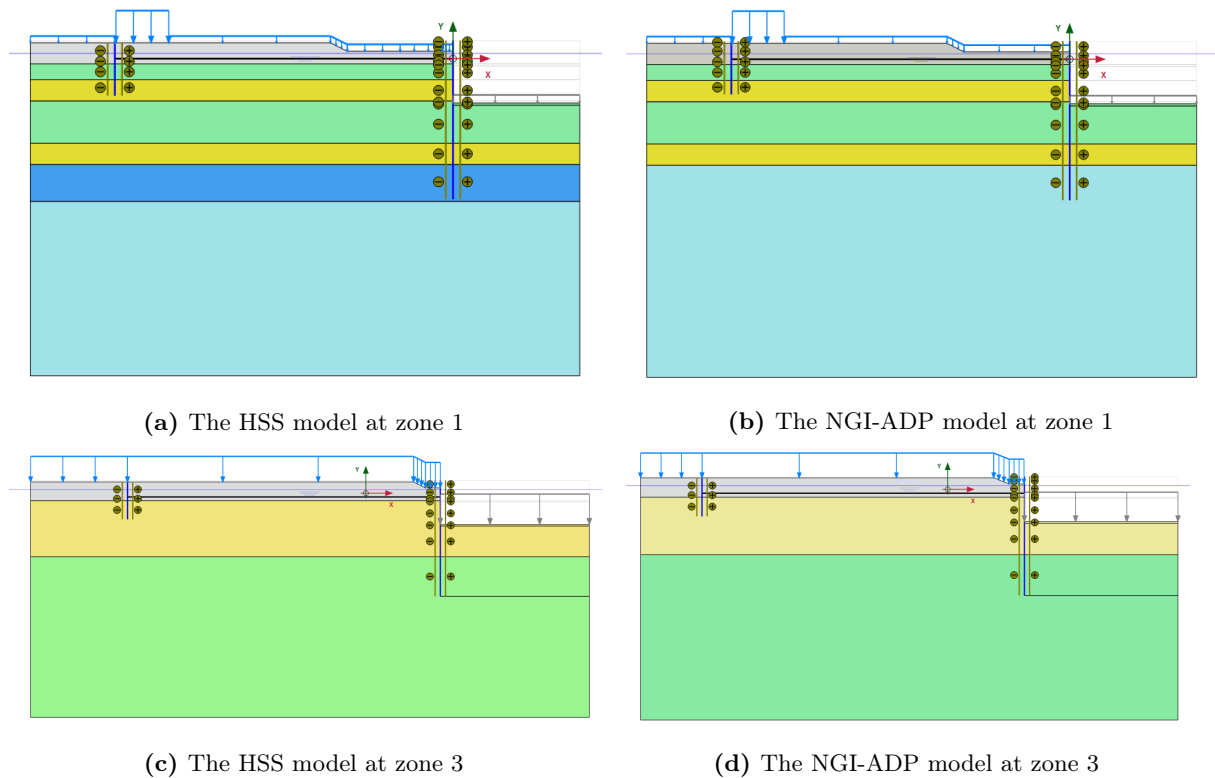 Y
X
Y
X
(a) The HSS model at zone 1
(b) The NGI-ADP model at zone 1
Y
X
Y
X
(c) The HSS model at zone 3
(d) The NGI-ADP model at zone 3